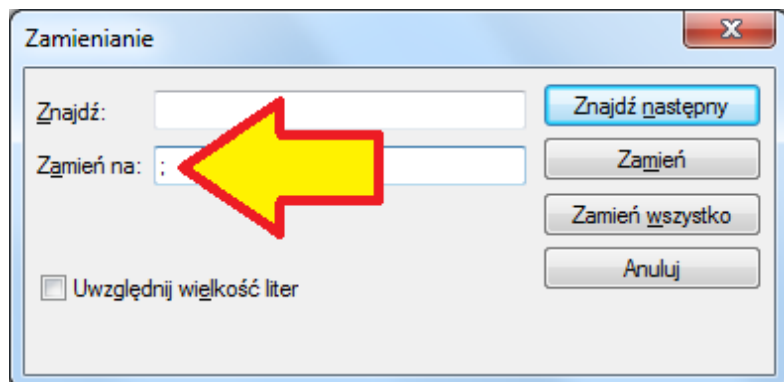 Zamienianie
Znajdź:
Znajdź następny
Zamień na: ;
Zamień
Zamień wszystko
Anuluj
Uwzględnij wielkość liter